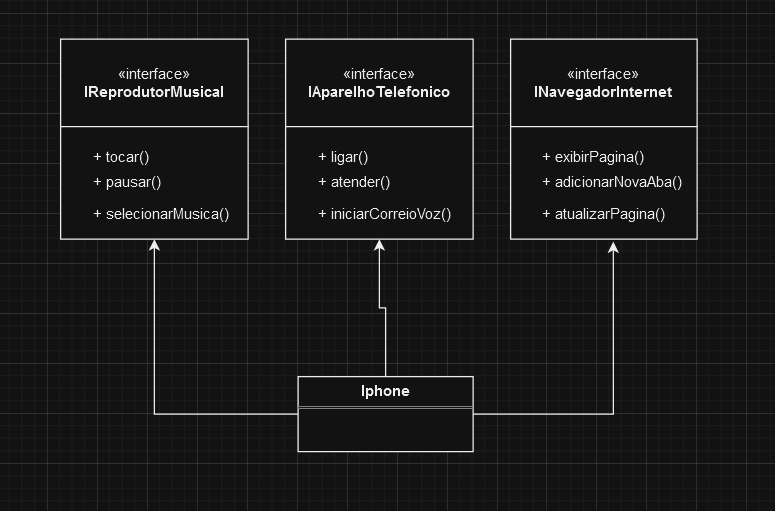 «interface»
IReprodutorMusical
+ tocar()
+ pausar()
+ selecionarMusica()
«interface»
IAparelhoTelefonico
+ ligar()
+ atender()
+ iniciarCorreioVoz()
«interface»
INavegadorInternet
+ exibirPagina()
+ adicionarNovaAba()
+ atualizarPagina()
Iphone